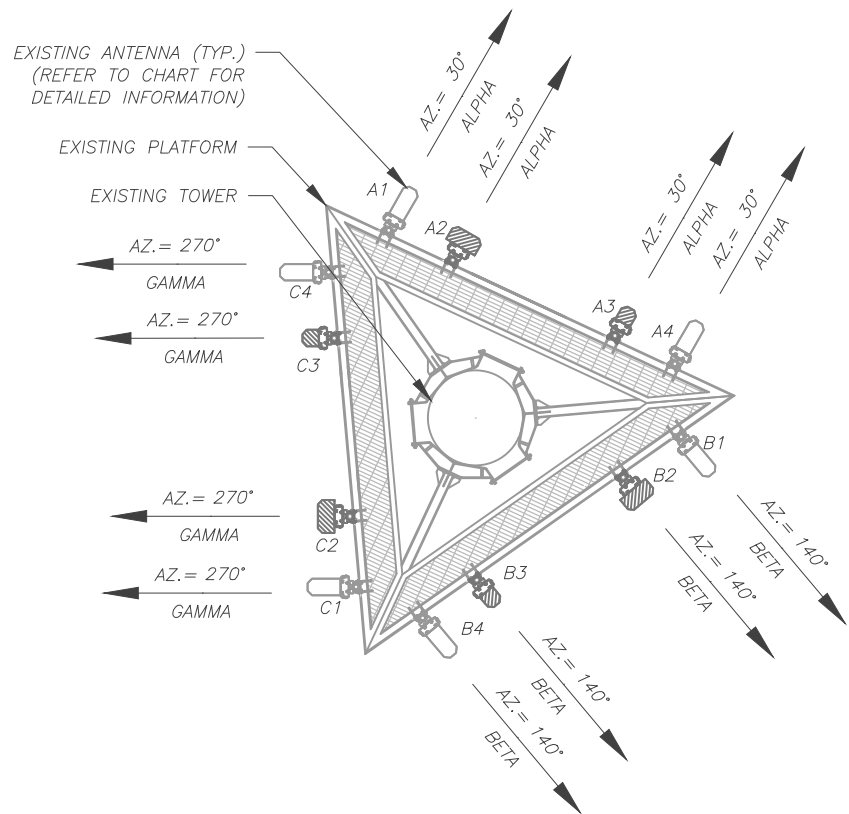 EXISTING ANTENNA (TYP.)
(REFER TO CHART FOR
DETAILED INFORMATION)
EXISTING PLATFORM
EXISTING TOWER
AZ.= 30°
ALPHA
AZ.= 30°
ALPHA
AZ.= 30°
ALPHA
AZ.= 30°
ALPHA
A1
A2
A3
A4
AZ.= 270°
GAMMA
C4
AZ.= 270°
GAMMA
C3
AZ.= 270°
GAMMA
C2
AZ.= 270°
GAMMA
C1
B1
B2
B3
B4
AZ.= 140°
BETA
AZ.= 140°
BETA
AZ.= 140°
BETA
AZ.= 140°
BETA